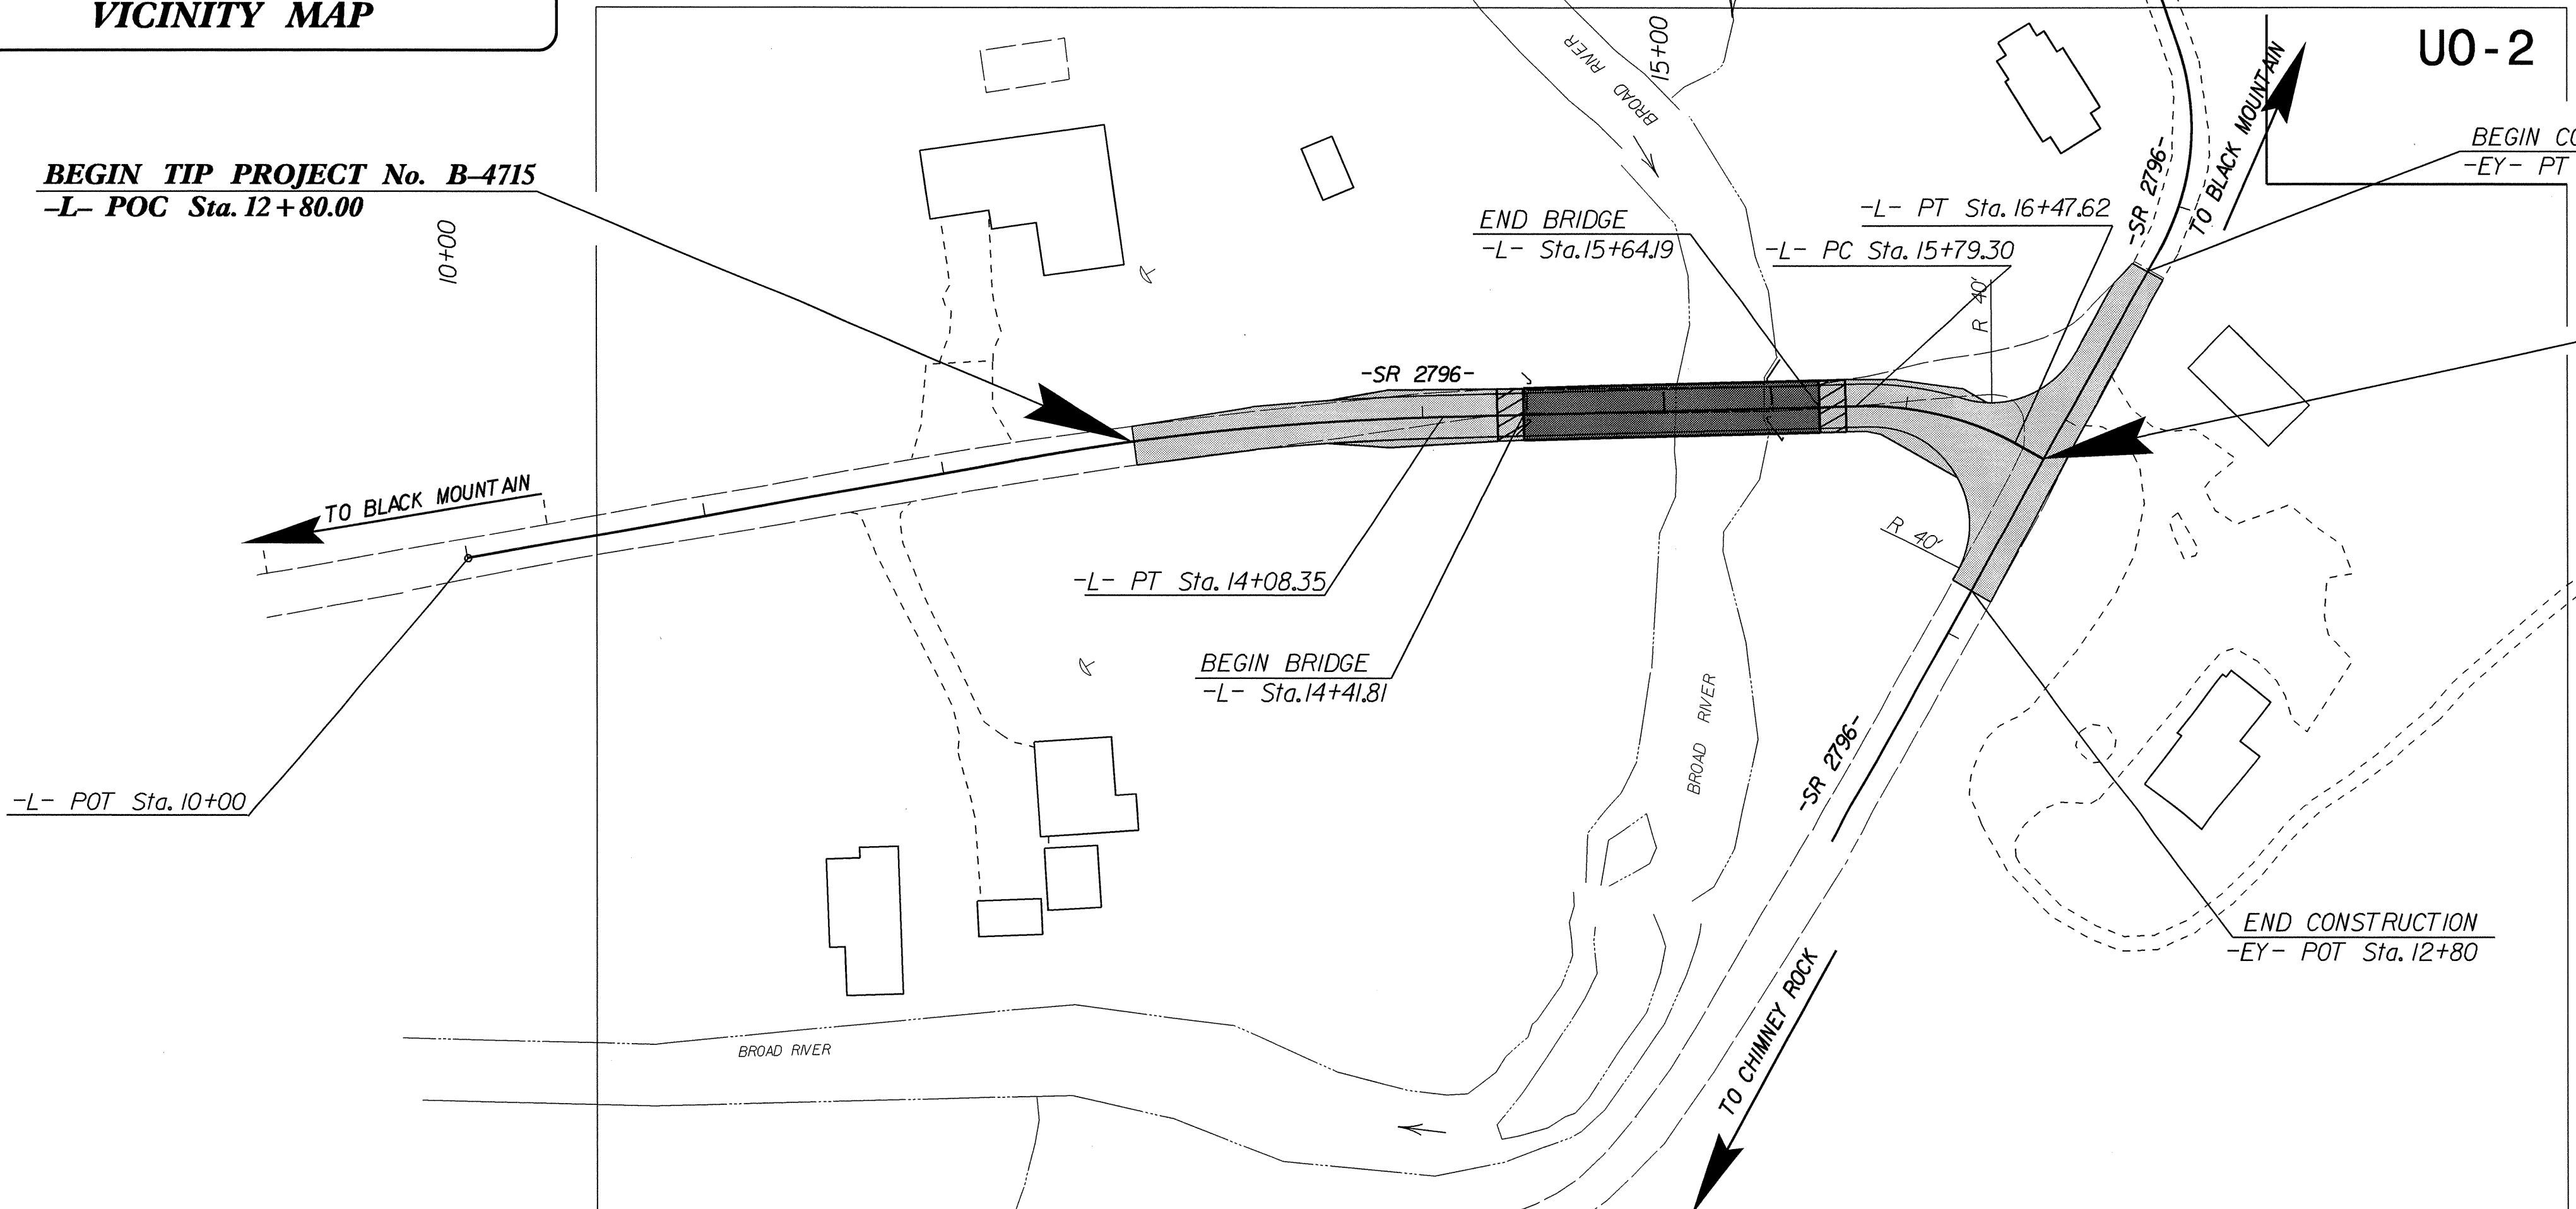 VICINITY MAP
UO-2
BROAD RIVER
BROAD RIVER
15+00
TO BLACK MOUNTAIN
-SR 2796-
BEGIN
-EY- PT
BEGIN TIP PROJECT No. B-4715
-L- POC Sta. 12+80.00
10+00
END BRIDGE
-L- Sta.15+64.19
-L- PT Sta. 16+47.62
-L- PC Sta. 15+79.30
R 40'
-SR 2796-
TO BLACK MOUNTAIN
R 40'
-L- PT Sta. 14+08.35
BEGIN BRIDGE
-L- Sta.14+41.81
BROAD RIVER
-SR 2796-
-L- POT Sta. 10+00
END CONSTRUCTION
-EY- POT Sta. 12+80
TO CHIMNEY ROCK
BROAD RIVER